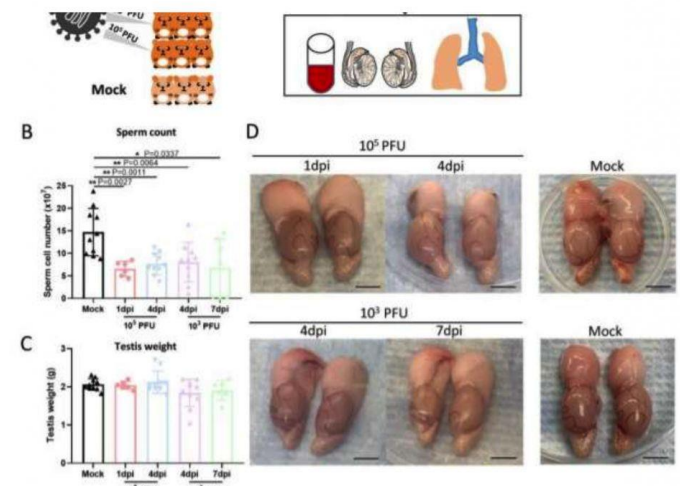 10⁵ PFU
Mock
B
Sperm count
* P=0.0337
** P=0.0064
** P=0.0011
** P=0.0027
Sperm cell number (x10⁷)
25
20
15
10
5
0
Mock
1dpi
4dpi
4dpi
7dpi
10⁵ PFU
10³ PFU
C
Testis weight
Testis weight (g)
3
2
1
0
Mock
1dpi
4dpi
4dpi
7dpi
D
10⁵ PFU
1dpi
4dpi
Mock
10³ PFU
4dpi
7dpi
Mock